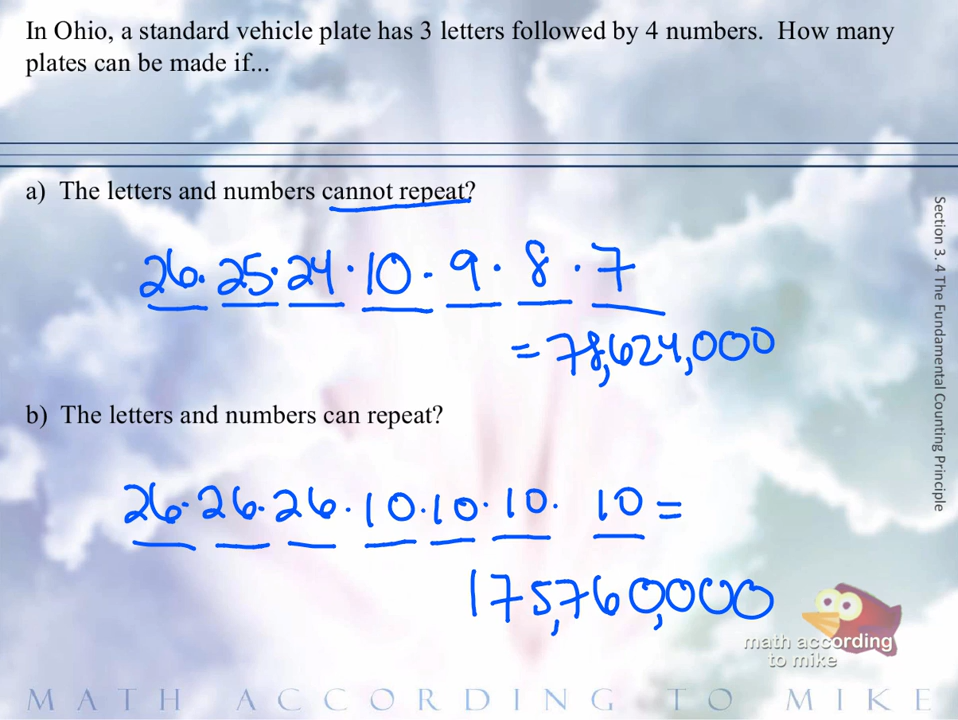 In Ohio, a standard vehicle plate has 3 letters followed by 4 numbers. How many
plates can be made if...
a) The letters and numbers cannot repeat?
26 · 25 · 24 · 10 · 9 · 8 · 7
= 78,624,000
b) The letters and numbers can repeat?
26 · 26 · 26 · 10 · 10 · 10 · 10 =
175,760,000
Section 3. 4 The Fundamental Counting Principle
math according
to mike
MATH ACCORDING TO MIKE